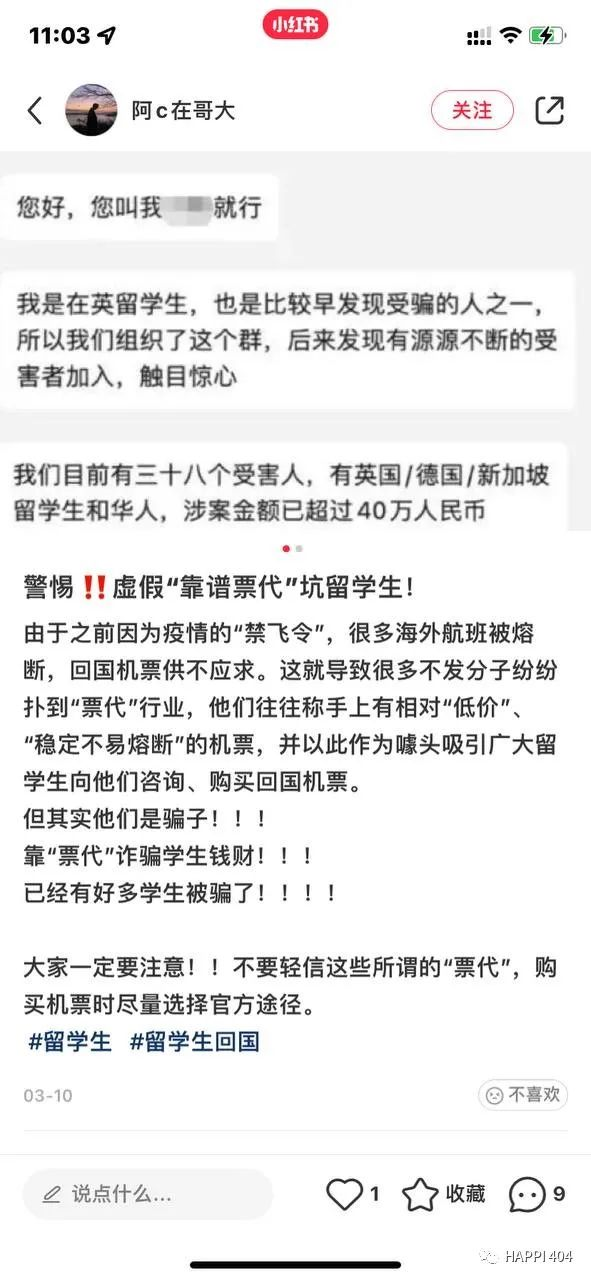 11:03
小红书
阿c在哥大
关注
您好，您叫我
就行
我是在英留学生，也是比较早发现受骗的人之一，
所以我们组织了这个群，后来发现有源源不断的受
害者加入，触目惊心
我们目前有三十八个受害人，有英国/德国/新加坡
留学生和华人，涉案金额已超过40万人民币
警惕‼️虚假“靠谱票代”坑留学生！
由于之前因为疫情的“禁飞令”，很多海外航班被熔
断，回国机票供不应求。这就导致很多不发分子纷纷
扑到“票代”行业，他们往往称手上有相对“低价”、
“稳定不易熔断”的机票，并以此作为噱头吸引广大留
学生向他们咨询、购买回国机票。
但其实他们是骗子！！！
靠“票代”诈骗学生钱财！！！
已经有好多学生被骗了！！！！
大家一定要注意！！不要轻信这些所谓的“票代”，购
买机票时尽量选择官方途径。
#留学生 #留学生回国
03-10
不喜欢
说点什么...
1
收藏
9
HAPPI 404